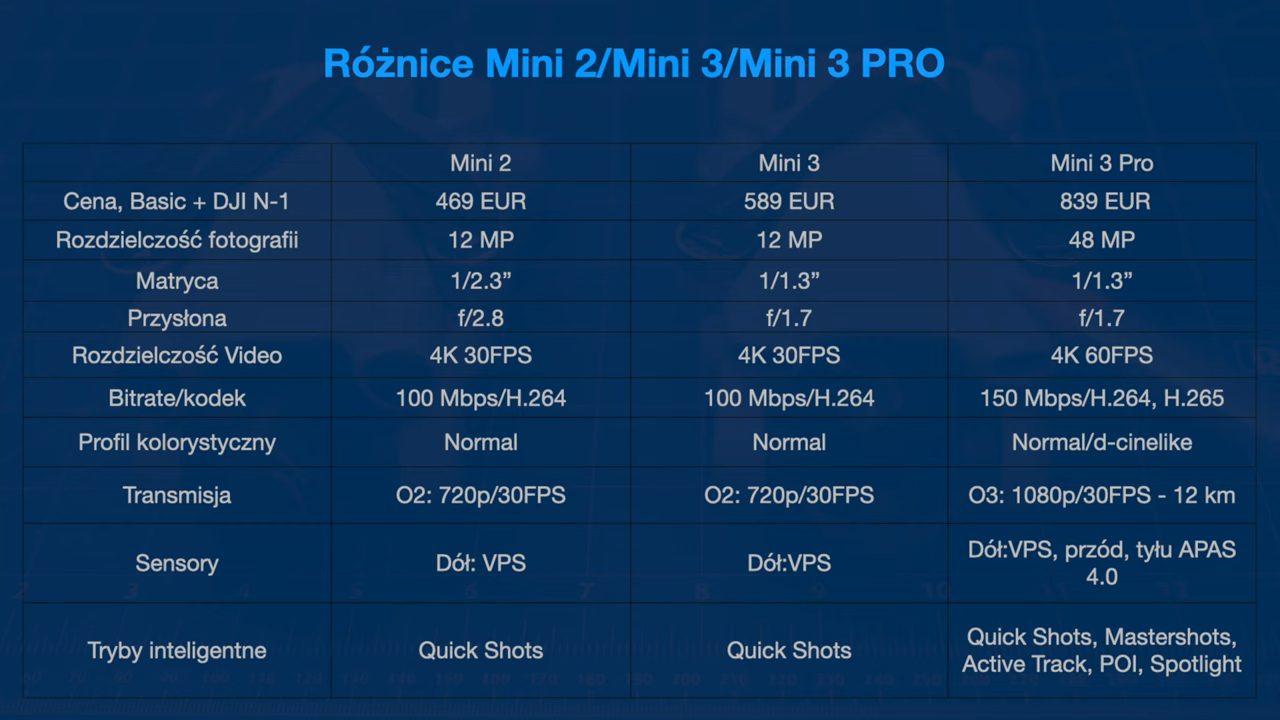 Różnice Mini 2/Mini 3/Mini 3 PRO
Mini 2 Mini 3 Mini 3 Pro
Cena, Basic + DJI N-1 469 EUR 589 EUR 839 EUR
Rozdzielczość fotografii 12 MP 12 MP 48 MP
Matryca 1/2.3” 1/1.3” 1/1.3”
Przysłona f/2.8 f/1.7 f/1.7
Rozdzielczość Video 4K 30FPS 4K 30FPS 4K 60FPS
Bitrate/kodek 100 Mbps/H.264 100 Mbps/H.264 150 Mbps/H.264, H.265
Profil kolorystyczny Normal Normal Normal/d-cinelike
Transmisja O2: 720p/30FPS O2: 720p/30FPS O3: 1080p/30FPS - 12 km
Sensory Dół: VPS Dół:VPS Dół:VPS, przód, tyłu APAS
4.0
Tryby inteligentne Quick Shots Quick Shots Quick Shots, Mastershots,
Active Track, POI, Spotlight